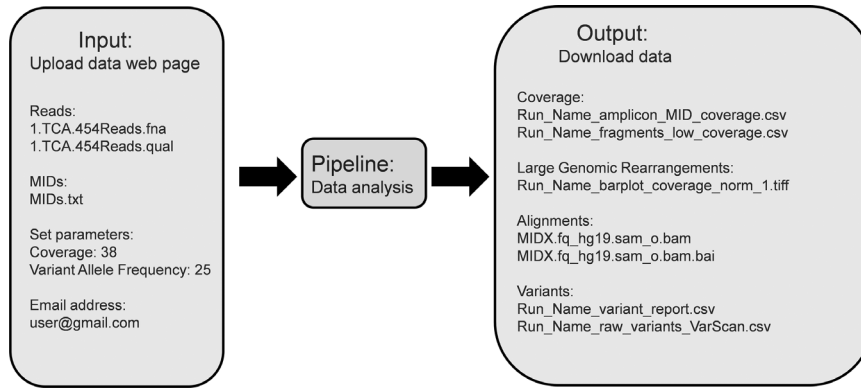 Input:
Upload data web page
Reads:
1.TCA.454Reads.fna
1.TCA.454Reads.qual
MIDs:
MIDs.txt
Set parameters:
Coverage: 38
Variant Allele Frequency: 25
Email address:
user@gmail.com
Pipeline:
Data analysis
Output:
Download data
Coverage:
Run_Name_amplicon_MID_coverage.csv
Run_Name_fragments_low_coverage.csv
Large Genomic Rearrangements:
Run_Name_barplot_coverage_norm_1.tiff
Alignments:
MIDX.fq_hg19.sam_o.bam
MIDX.fq_hg19.sam_o.bam.bai
Variants:
Run_Name_variant_report.csv
Run_Name_raw_variants_VarScan.csv